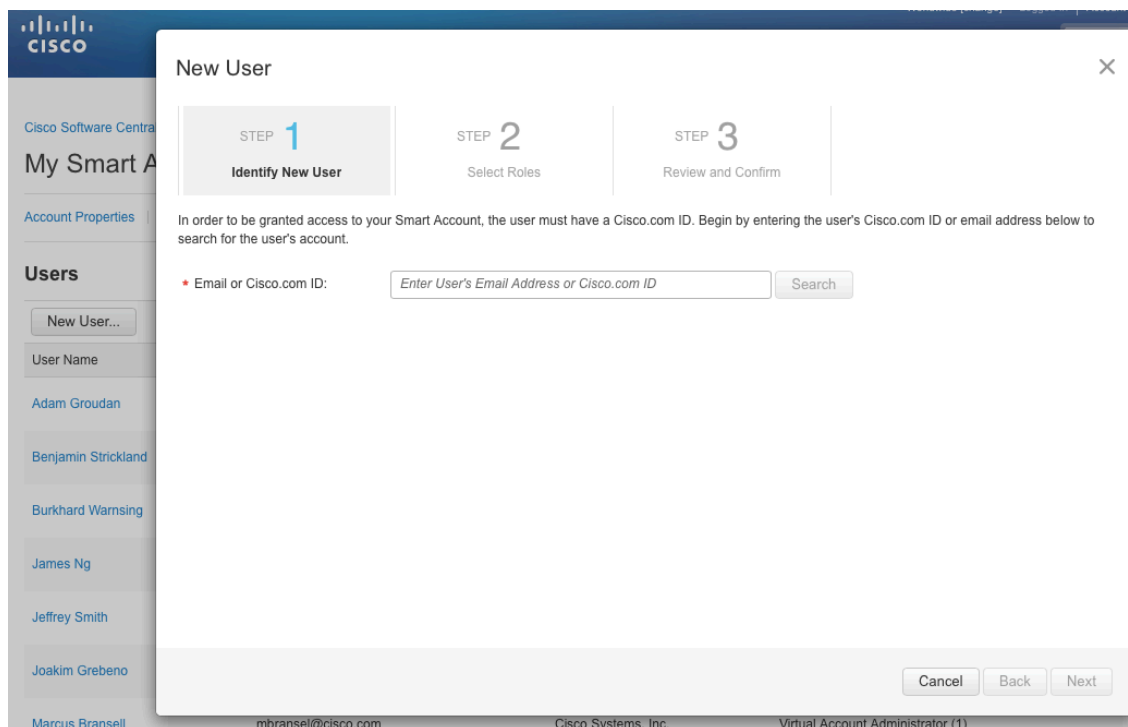 CISCO
New User
Cisco Software Centra
STEP 1
Identify New User
STEP 2
Select Roles
STEP 3
Review and Confirm
My Smart A
Account Properties
In order to be granted access to your Smart Account, the user must have a Cisco.com ID. Begin by entering the user's Cisco.com ID or email address below to
search for the user's account.
Users
* Email or Cisco.com ID:
Enter User's Email Address or Cisco.com ID
Search
New User...
User Name
Adam Groudan
Benjamin Strickland
Burkhard Warnsing
James Ng
Jeffrey Smith
Joakim Grebeno
Cancel
Back
Next
Marcus Bransell
mbransel@cisco.com
Cisco Systems, Inc.
Virtual Account Administrator (1)